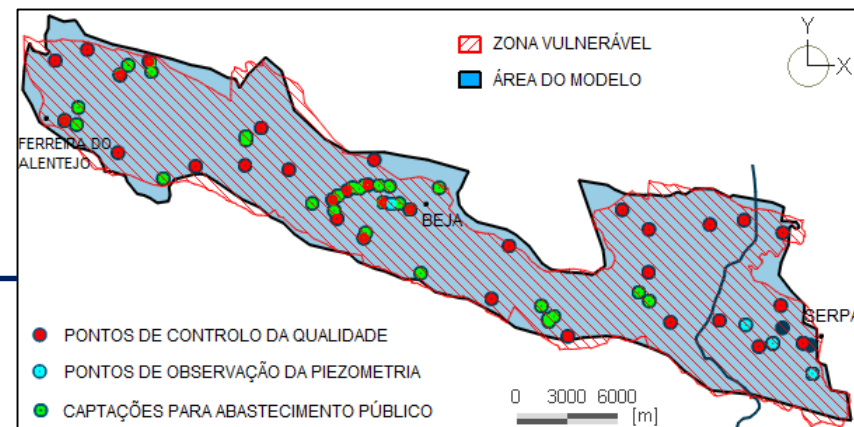 Y
X
ZONA VULNERÁVEL
ÁREA DO MODELO
FERREIRA DO
ALENTEJO
BEJA
SERPA
PONTOS DE CONTROLO DA QUALIDADE
PONTOS DE OBSERVAÇÃO DA PIEZOMETRIA
CAPTAÇÕES PARA ABASTECIMENTO PÚBLICO
0 3000 6000
[m]